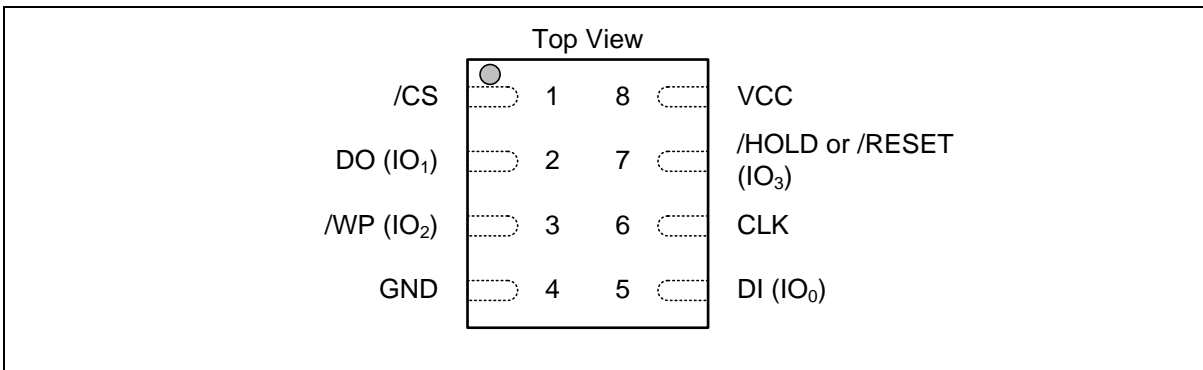 Top View
/CS 1 8 VCC
DO (IO₁) 2 7 /HOLD or /RESET
(IO₃)
/WP (IO₂) 3 6 CLK
GND 4 5 DI (IO₀)